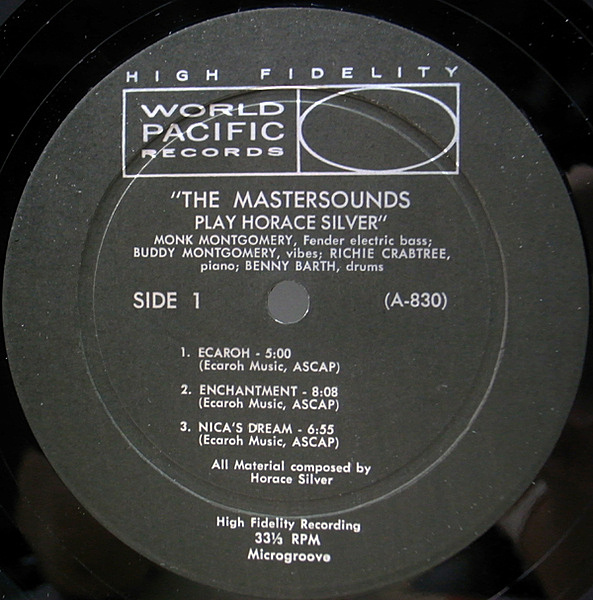 HIGH FIDELITY
WORLD
PACIFIC
RECORDS
"THE MASTERSOUNDS
PLAY HORACE SILVER"
MONK MONTGOMERY, Fender electric bass;
BUDDY MONTGOMERY, vibes; RICHIE CRABTREE,
piano; BENNY BARTH, drums
SIDE 1 (A-830)
1. ECAROH - 5:00
(Ecaroh Music, ASCAP)
2. ENCHANTMENT - 8:08
(Ecaroh Music, ASCAP)
3. NICA'S DREAM - 6:55
(Ecaroh Music, ASCAP)
All Material composed by
Horace Silver
High Fidelity Recording
33⅓ RPM
Microgroove